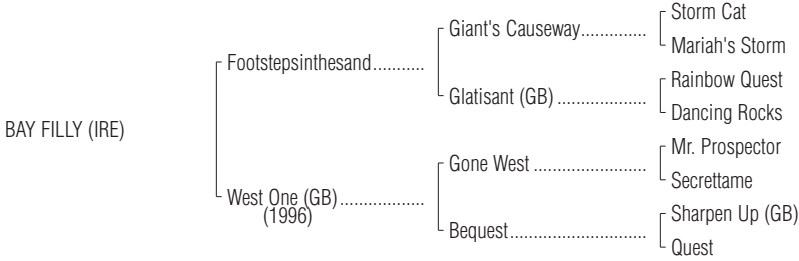 Storm Cat
Giant's Causeway..............
Mariah's Storm
Footstepsinthesand...........
Rainbow Quest
Glatisant (GB) ...................
Dancing Rocks
BAY FILLY (IRE)
Mr. Prospector
Gone West ........................
Secrettame
West One (GB)..................
(1996)
Sharpen Up (GB)
Bequest.............................
Quest